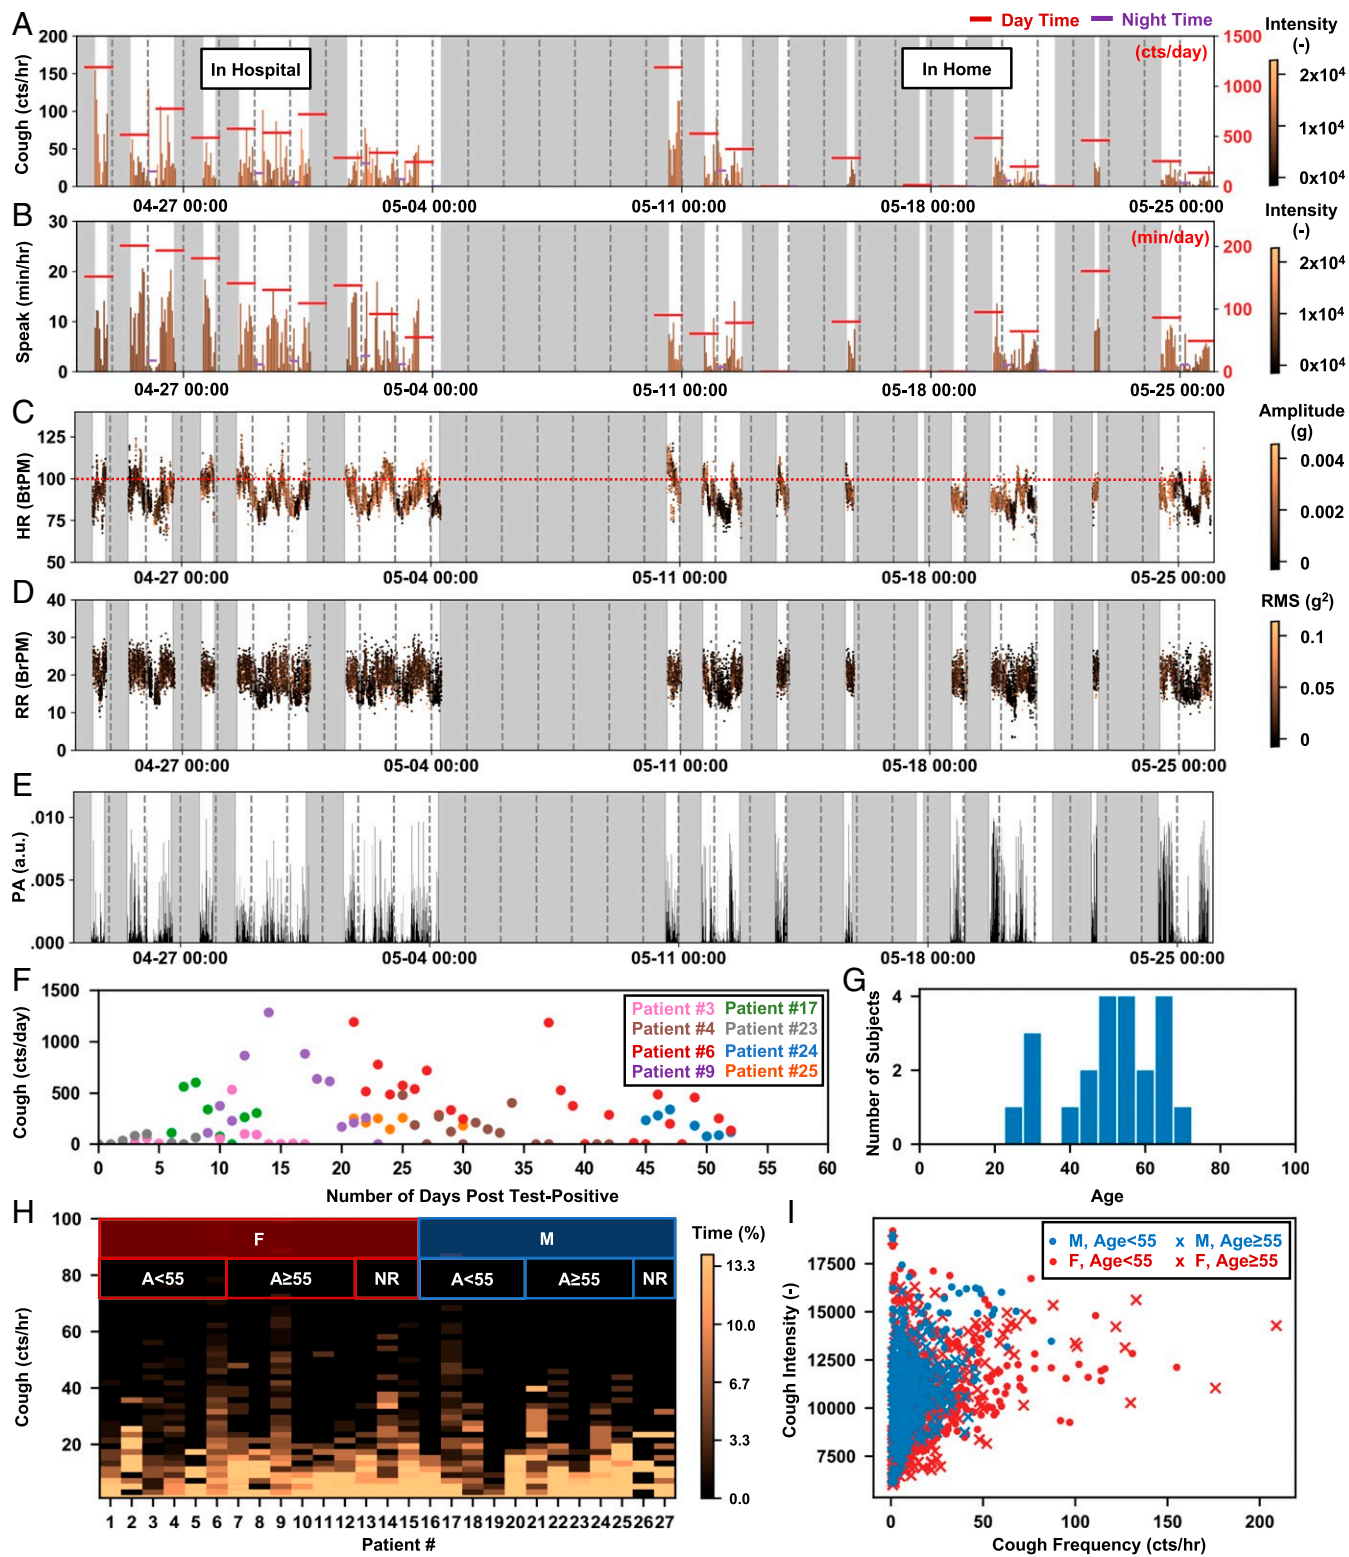 A
Day Time
Night Time
Intensity
(-)
200
150
100
50
0
Cough (cts/hr)
In Hospital
In Home
(cts/day)
1500
1000
500
0
2x10⁴
1x10⁴
0x10⁴
04-27 00:00
05-04 00:00
05-11 00:00
05-18 00:00
05-25 00:00
B
Intensity
(-)
30
20
10
0
Speak (min/hr)
(min/day)
200
100
0
2x10⁴
1x10⁴
0x10⁴
04-27 00:00
05-04 00:00
05-11 00:00
05-18 00:00
05-25 00:00
C
Amplitude
(g)
125
100
75
50
HR (BtPM)
0.004
0.002
0
04-27 00:00
05-04 00:00
05-11 00:00
05-18 00:00
05-25 00:00
D
RMS (g²)
40
30
20
10
0
RR (BrPM)
0.1
0.05
0
04-27 00:00
05-04 00:00
05-11 00:00
05-18 00:00
05-25 00:00
E
.010
.005
.000
PA (a.u.)
04-27 00:00
05-04 00:00
05-11 00:00
05-18 00:00
05-25 00:00
F
1500
1000
500
0
Cough (cts/day)
Patient #3 Patient #17
Patient #4 Patient #23
Patient #6 Patient #24
Patient #9 Patient #25
0 5 10 15 20 25 30 35 40 45 50 55 60
Number of Days Post Test-Positive
G
4
2
0
Number of Subjects
0 20 40 60 80 100
Age
H
100
80
60
40
20
Cough (cts/hr)
F
M
A<55
A≥55
NR
A<55
A≥55
NR
Time (%)
13.3
10.0
6.7
3.3
0.0
1 2 3 4 5 6 7 8 9 10 11 12 13 14 15 16 17 18 19 20 21 22 23 24 25 26 27
Patient #
I
17500
15000
12500
10000
7500
Cough Intensity (-)
M, Age<55 x M, Age≥55
F, Age<55 x F, Age≥55
0 50 100 150 200
Cough Frequency (cts/hr)